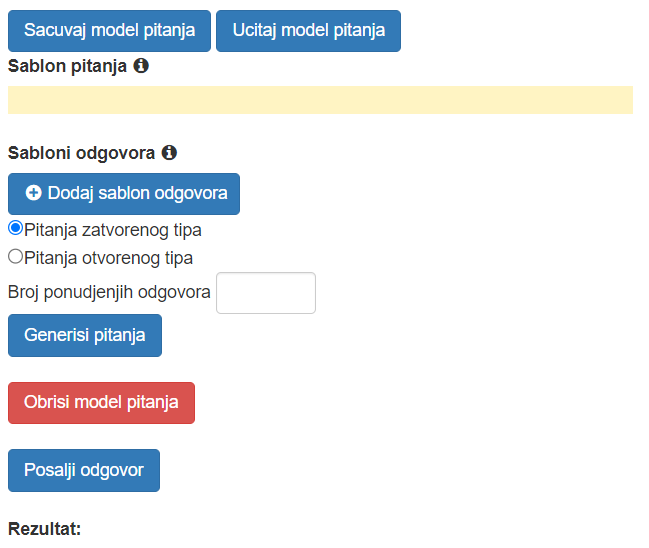 Sacuvaj model pitanja Ucitaj model pitanja
Sablon pitanja
Sabloni odgovora
Dodaj sablon odgovora
Pitanja zatvorenog tipa
Pitanja otvorenog tipa
Broj ponudjenjih odgovora
Generisi pitanja
Obrisi model pitanja
Posalji odgovor
Rezultat: